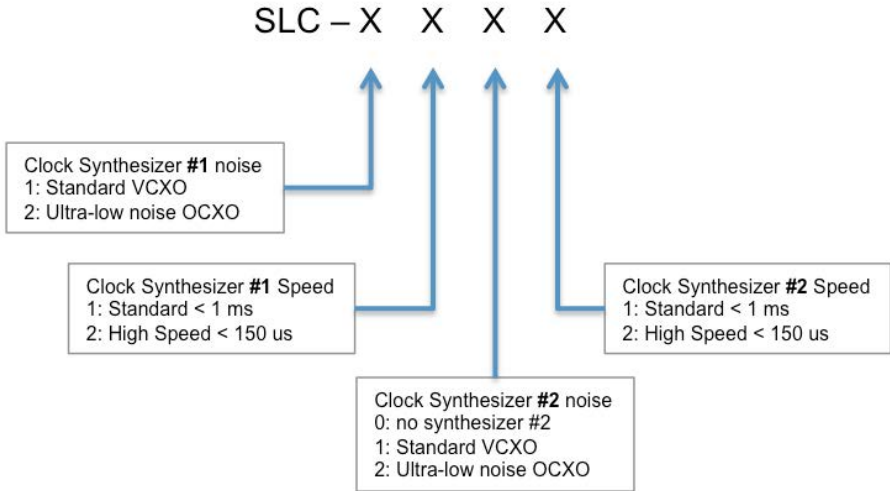 SLC – X X X X
Clock Synthesizer #1 noise
1: Standard VCXO
2: Ultra-low noise OCXO
Clock Synthesizer #1 Speed
1: Standard < 1 ms
2: High Speed < 150 us
Clock Synthesizer #2 Speed
1: Standard < 1 ms
2: High Speed < 150 us
Clock Synthesizer #2 noise
0: no synthesizer #2
1: Standard VCXO
2: Ultra-low noise OCXO